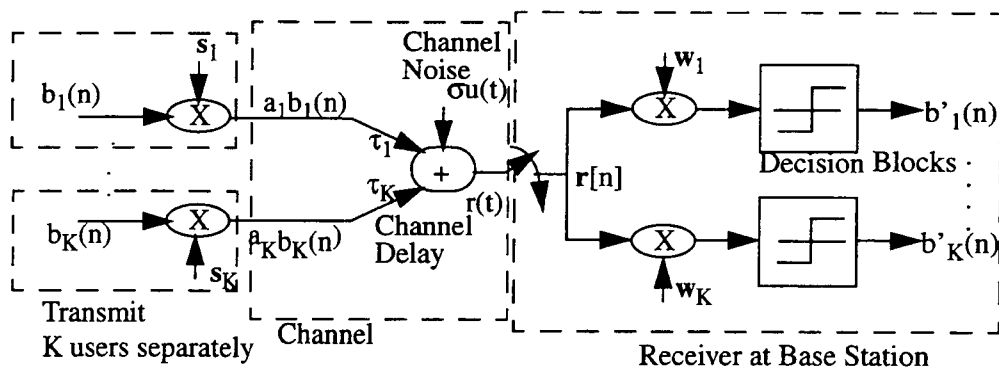 s1
b1(n)
X
a1b1(n)
τ1
Channel
Noise
σu(t)
+
r(t)
r[n]
w1
X
b'1(n)
Decision Blocks
bK(n)
X
sK
aKbK(n)
τK
Channel
Delay
X
wK
b'K(n)
Transmit
K users separately
Channel
Receiver at Base Station